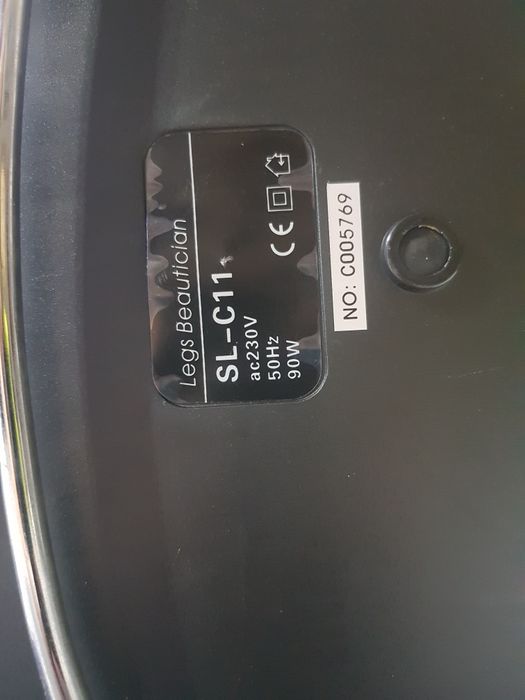 Legs Beautician
SL-C11
ac230V
50Hz
90W
CE
NO: C005769